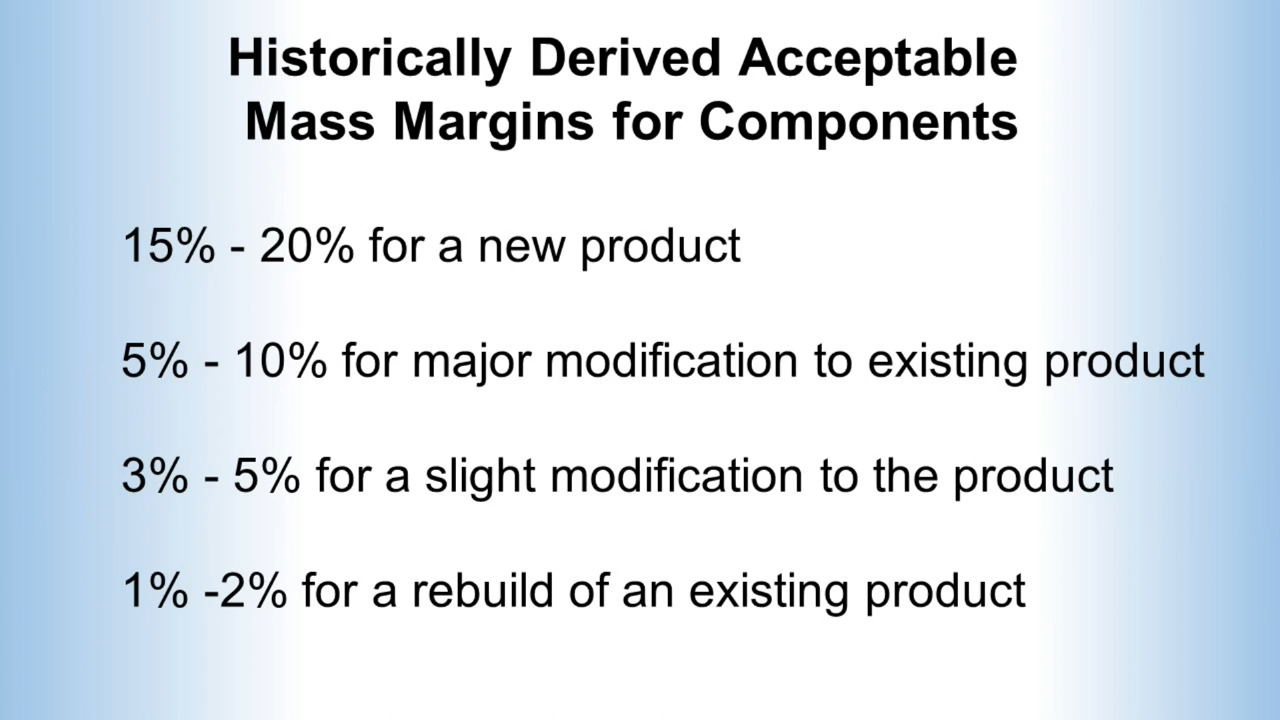 Historically Derived Acceptable
Mass Margins for Components
15% - 20% for a new product
5% - 10% for major modification to existing product
3% - 5% for a slight modification to the product
1% -2% for a rebuild of an existing product